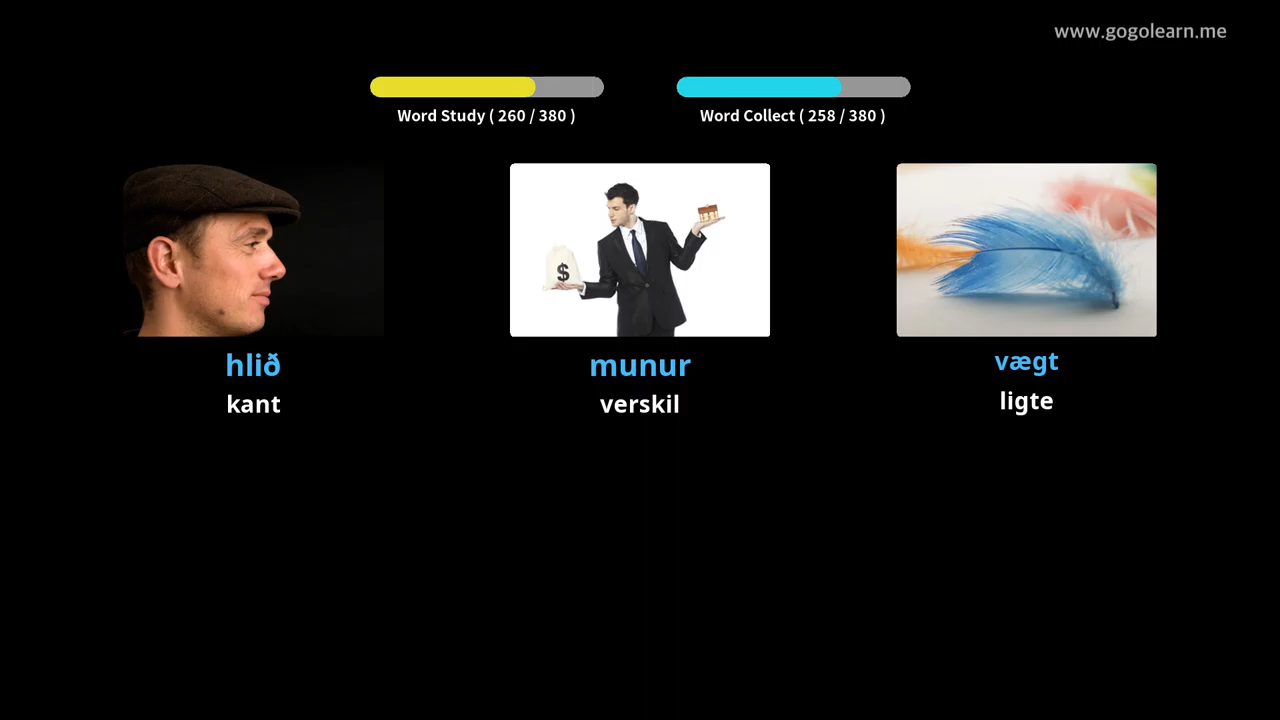 www.gogolearn.me
Word Study ( 260 / 380 )
Word Collect ( 258 / 380 )
$
hlið
munur
vægt
kant
verskil
ligte